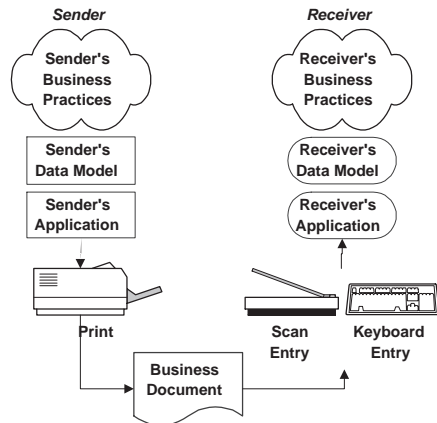 Sender
Receiver
Sender's
Business
Practices
Receiver's
Business
Practices
Sender's
Data Model
Receiver's
Data Model
Sender's
Application
Receiver's
Application
Print
Scan
Entry
Keyboard
Entry
Business
Document